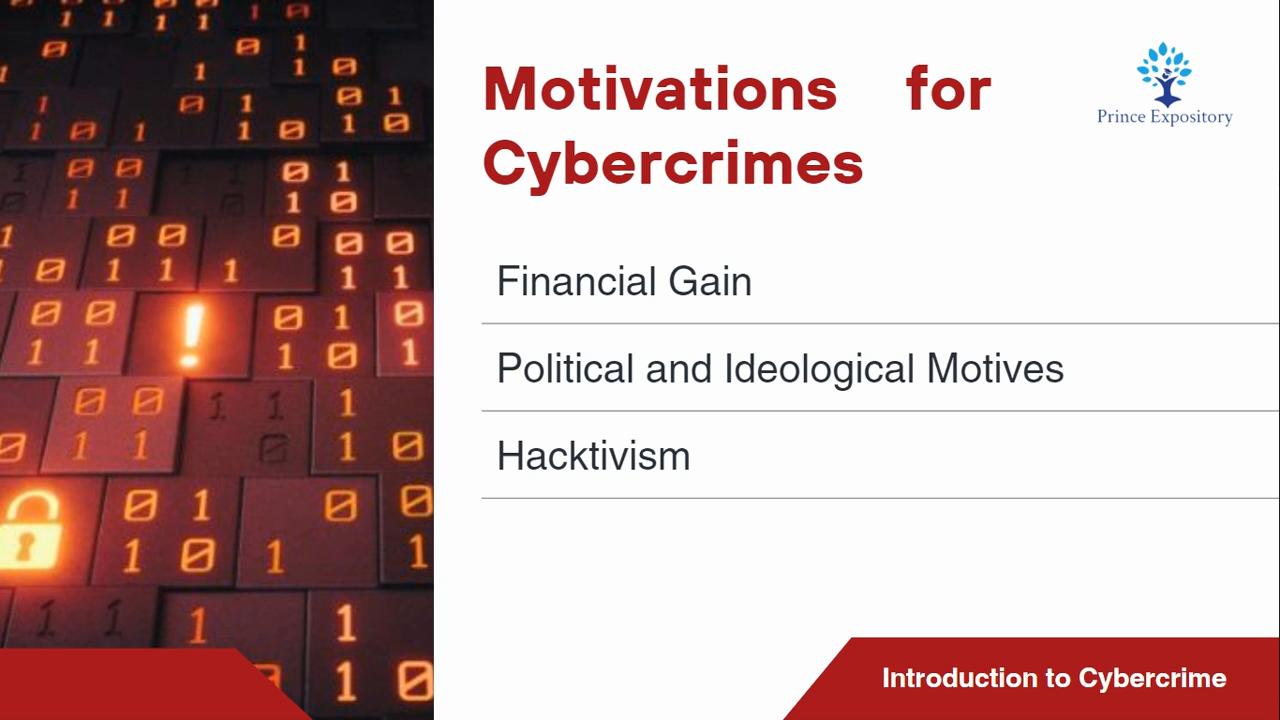 Motivations for
Cybercrimes
Prince Expository
Financial Gain
Political and Ideological Motives
Hacktivism
Introduction to Cybercrime